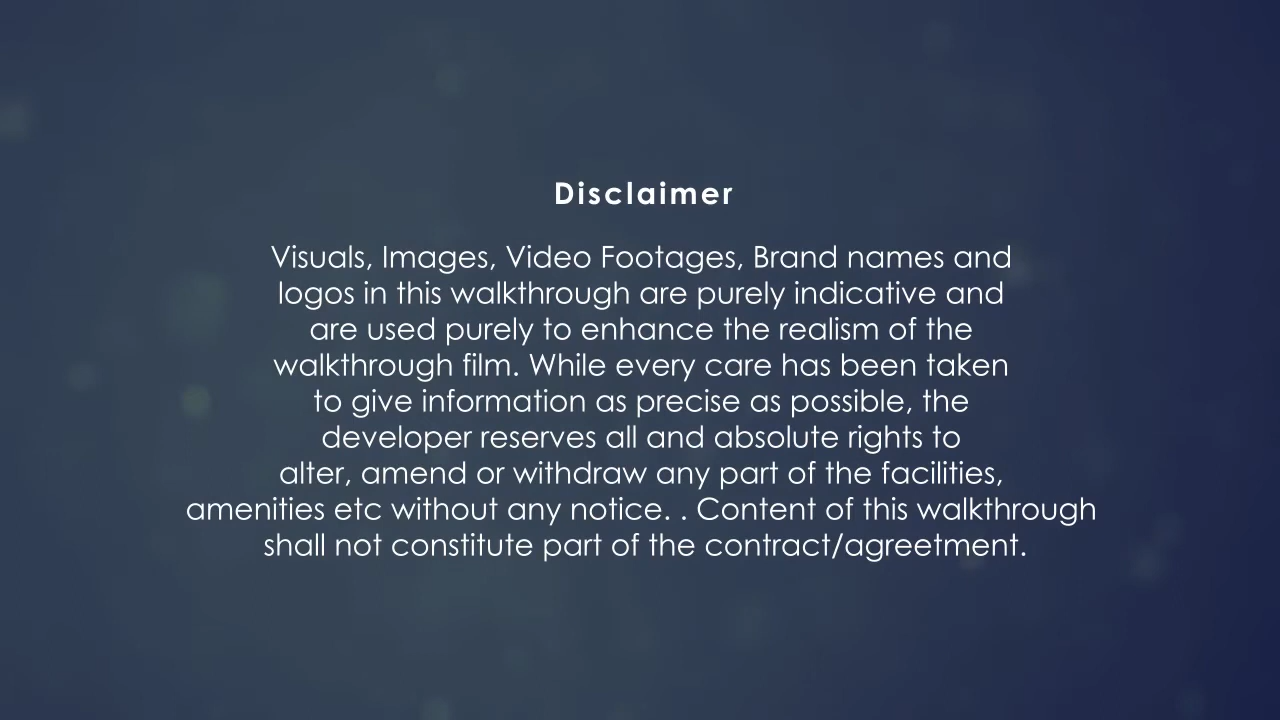 Disclaimer
Visuals, Images, Video Footages, Brand names and
logos in this walkthrough are purely indicative and
are used purely to enhance the realism of the
walkthrough film. While every care has been taken
to give information as precise as possible, the
developer reserves all and absolute rights to
alter, amend or withdraw any part of the facilities,
amenities etc without any notice. . Content of this walkthrough
shall not constitute part of the contract/agreetment.